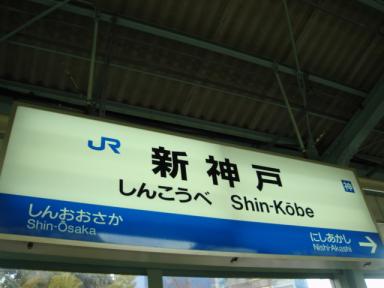 JR 新神戸
しんこうべ Shin-Kōbe
しんおおさか
Shin-Ōsaka
にしあかし
Nishi-Akashi